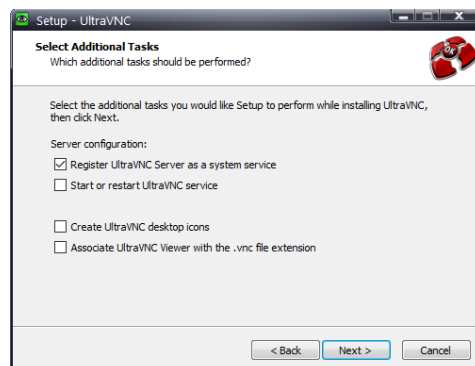 Setup - UltraVNC
Select Additional Tasks
Which additional tasks should be performed?
OK
Select the additional tasks you would like Setup to perform while installing UltraVNC,
then click Next.
Server configuration:
Register UltraVNC Server as a system service
Start or restart UltraVNC service
Create UltraVNC desktop icons
Associate UltraVNC Viewer with the .vnc file extension
< Back
Next >
Cancel